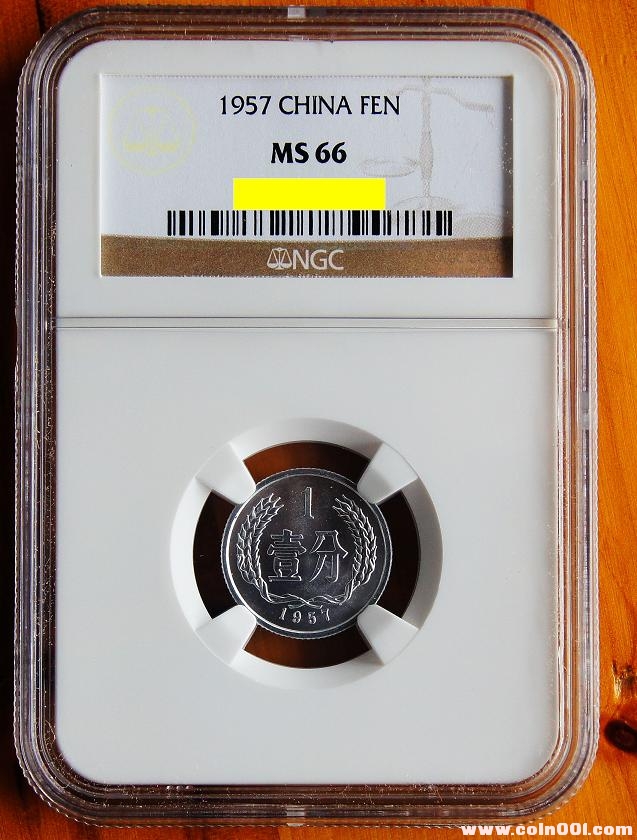 1957 CHINA FEN
MS 66
NGC
1
壹分
1957
www.coin001.com